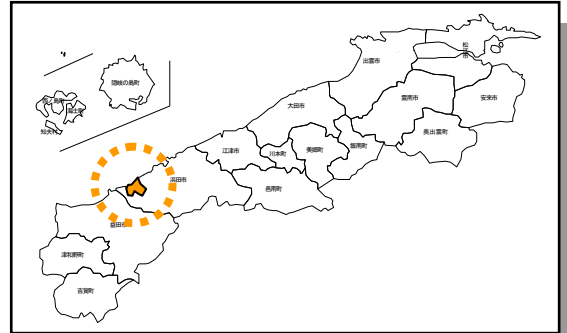 松江市
出雲市
隠岐の島町
雲南市
安来市
西ノ島町
大田市
海士町
知夫村
奥出雲町
飯南町
美郷町
江津市
川本町
浜田市
邑南町
益田市
津和野町
吉賀町